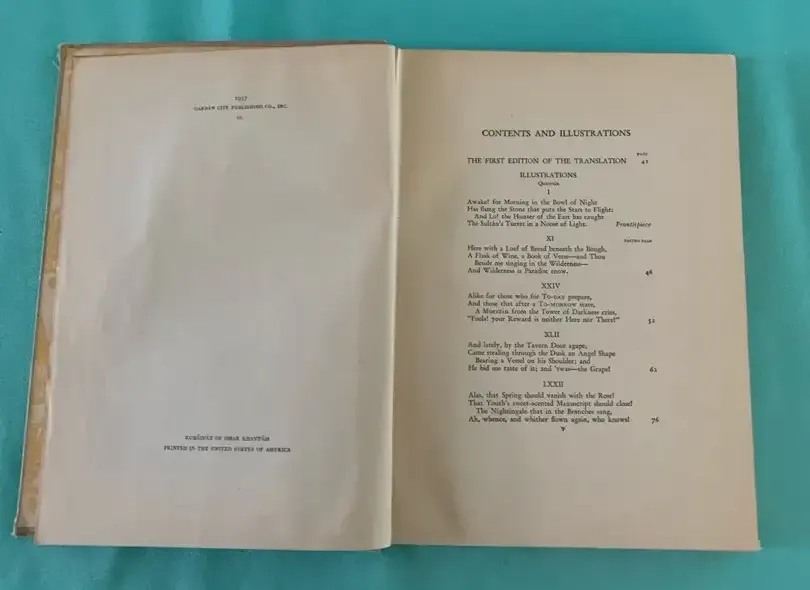 1937
GARDEN CITY PUBLISHING CO., INC.
RUBÁIYÁT OF OMAR KHAYYÁM
PRINTED IN THE UNITED STATES OF AMERICA
CONTENTS AND ILLUSTRATIONS
PAGE
THE FIRST EDITION OF THE TRANSLATION 41
ILLUSTRATIONS
Quatrain
I
Awake! for Morning in the Bowl of Night
Has flung the Stone that puts the Stars to Flight:
And Lo! the Hunter of the East has caught
The Sultán's Turret in a Noose of Light. Frontispiece
XI
FACING PAGE
Here with a Loaf of Bread beneath the Bough,
A Flask of Wine, a Book of Verse—and Thou
Beside me singing in the Wilderness—
And Wilderness is Paradise enow. 46
XXIV
Alike for those who for TO-DAY prepare,
And those that after a TO-MORROW stare,
A Muezzín from the Tower of Darkness cries,
"Fools! your Reward is neither Here nor There!" 52
XLII
And lately, by the Tavern Door agape,
Came stealing through the Dusk an Angel Shape
Bearing a Vessel on his Shoulder; and
He bid me taste of it; and 'twas—the Grape! 62
LXXII
Alas, that Spring should vanish with the Rose!
That Youth's sweet-scented Manuscript should close!
The Nightingale that in the Branches sang,
Ah, whence, and whither flown again, who knows! 76
v